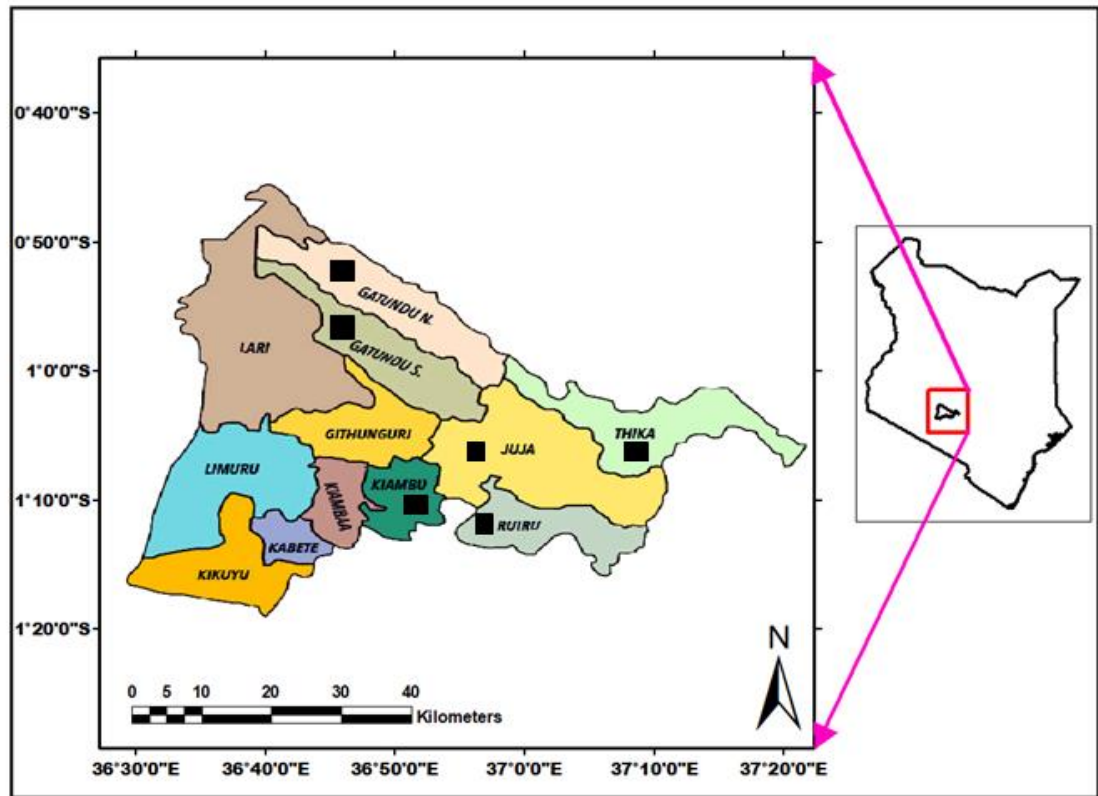 0°40'0"S
0°50'0"S
1°0'0"S
1°10'0"S
1°20'0"S
GATUNDU N.
GATUNDU S.
LARI
GITHUNGURI
THIKA
JUJA
LIMURU
KIAMBU
KIAMBAA
RUIRU
KABETE
KIKUYU
N
0 5 10 20 30 40
Kilometers
36°30'0"E 36°40'0"E 36°50'0"E 37°0'0"E 37°10'0"E 37°20'0"E